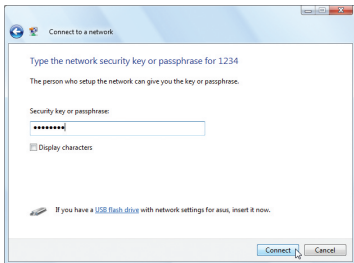 Connect to a network
Type the network security key or passphrase for 1234
The person who setup the network can give you the key or passphrase.
Security key or passphrase:
••••••••
Display characters
If you have a USB flash drive with network settings for asus, insert it now.
Connect Cancel